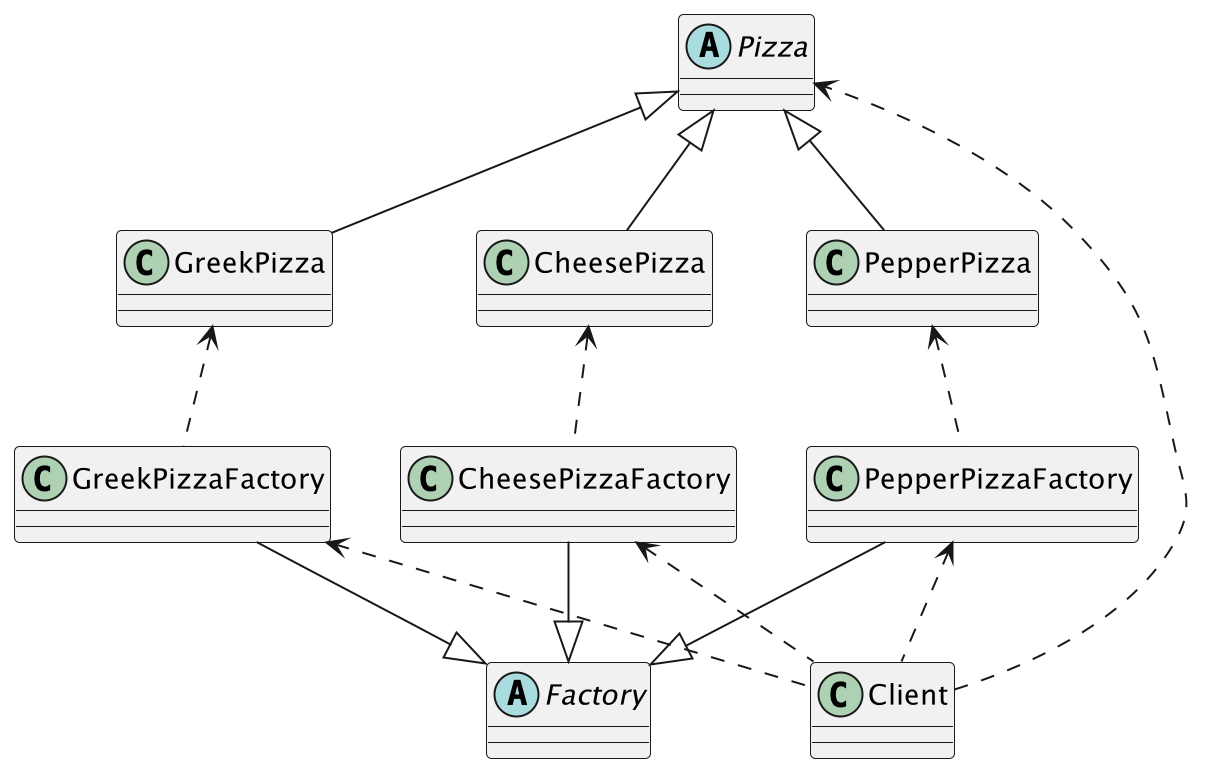 A Pizza
C GreekPizza
C CheesePizza
C PepperPizza
C GreekPizzaFactory
C CheesePizzaFactory
C PepperPizzaFactory
A Factory
C Client